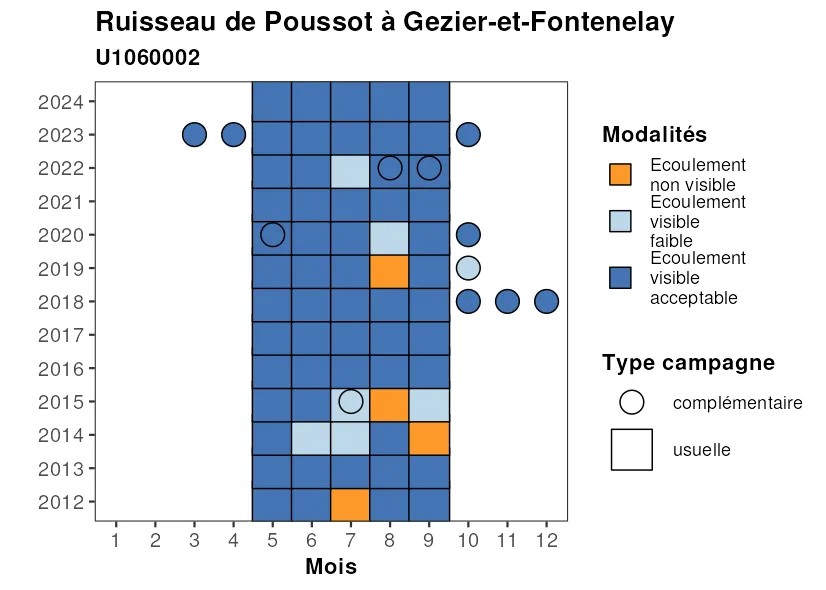 Ruisseau de Poussot à Gezier-et-Fontenelay
U1060002
2024
2023
2022
2021
2020
2019
2018
2017
2016
2015
2014
2013
2012
1 2 3 4 5 6 7 8 9 10 11 12
Mois
Modalités
Ecoulement
non visible
Ecoulement
visible
faible
Ecoulement
visible
acceptable
Type campagne
complémentaire
usuelle